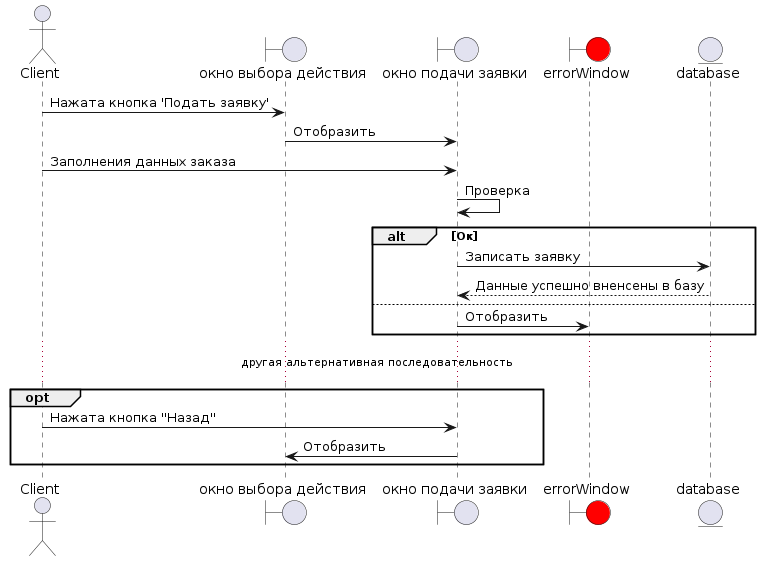 Client
окно выбора действия
окно подачи заявки
errorWindow
database
Нажата кнопка 'Подать заявку'
Отобразить
Заполнения данных заказа
Проверка
alt
[Ок]
Записать заявку
Данные успешно вненсены в базу
Отобразить
другая альтернативная последовательность
opt
Нажата кнопка "Назад"
Отобразить
Client
окно выбора действия
окно подачи заявки
errorWindow
database